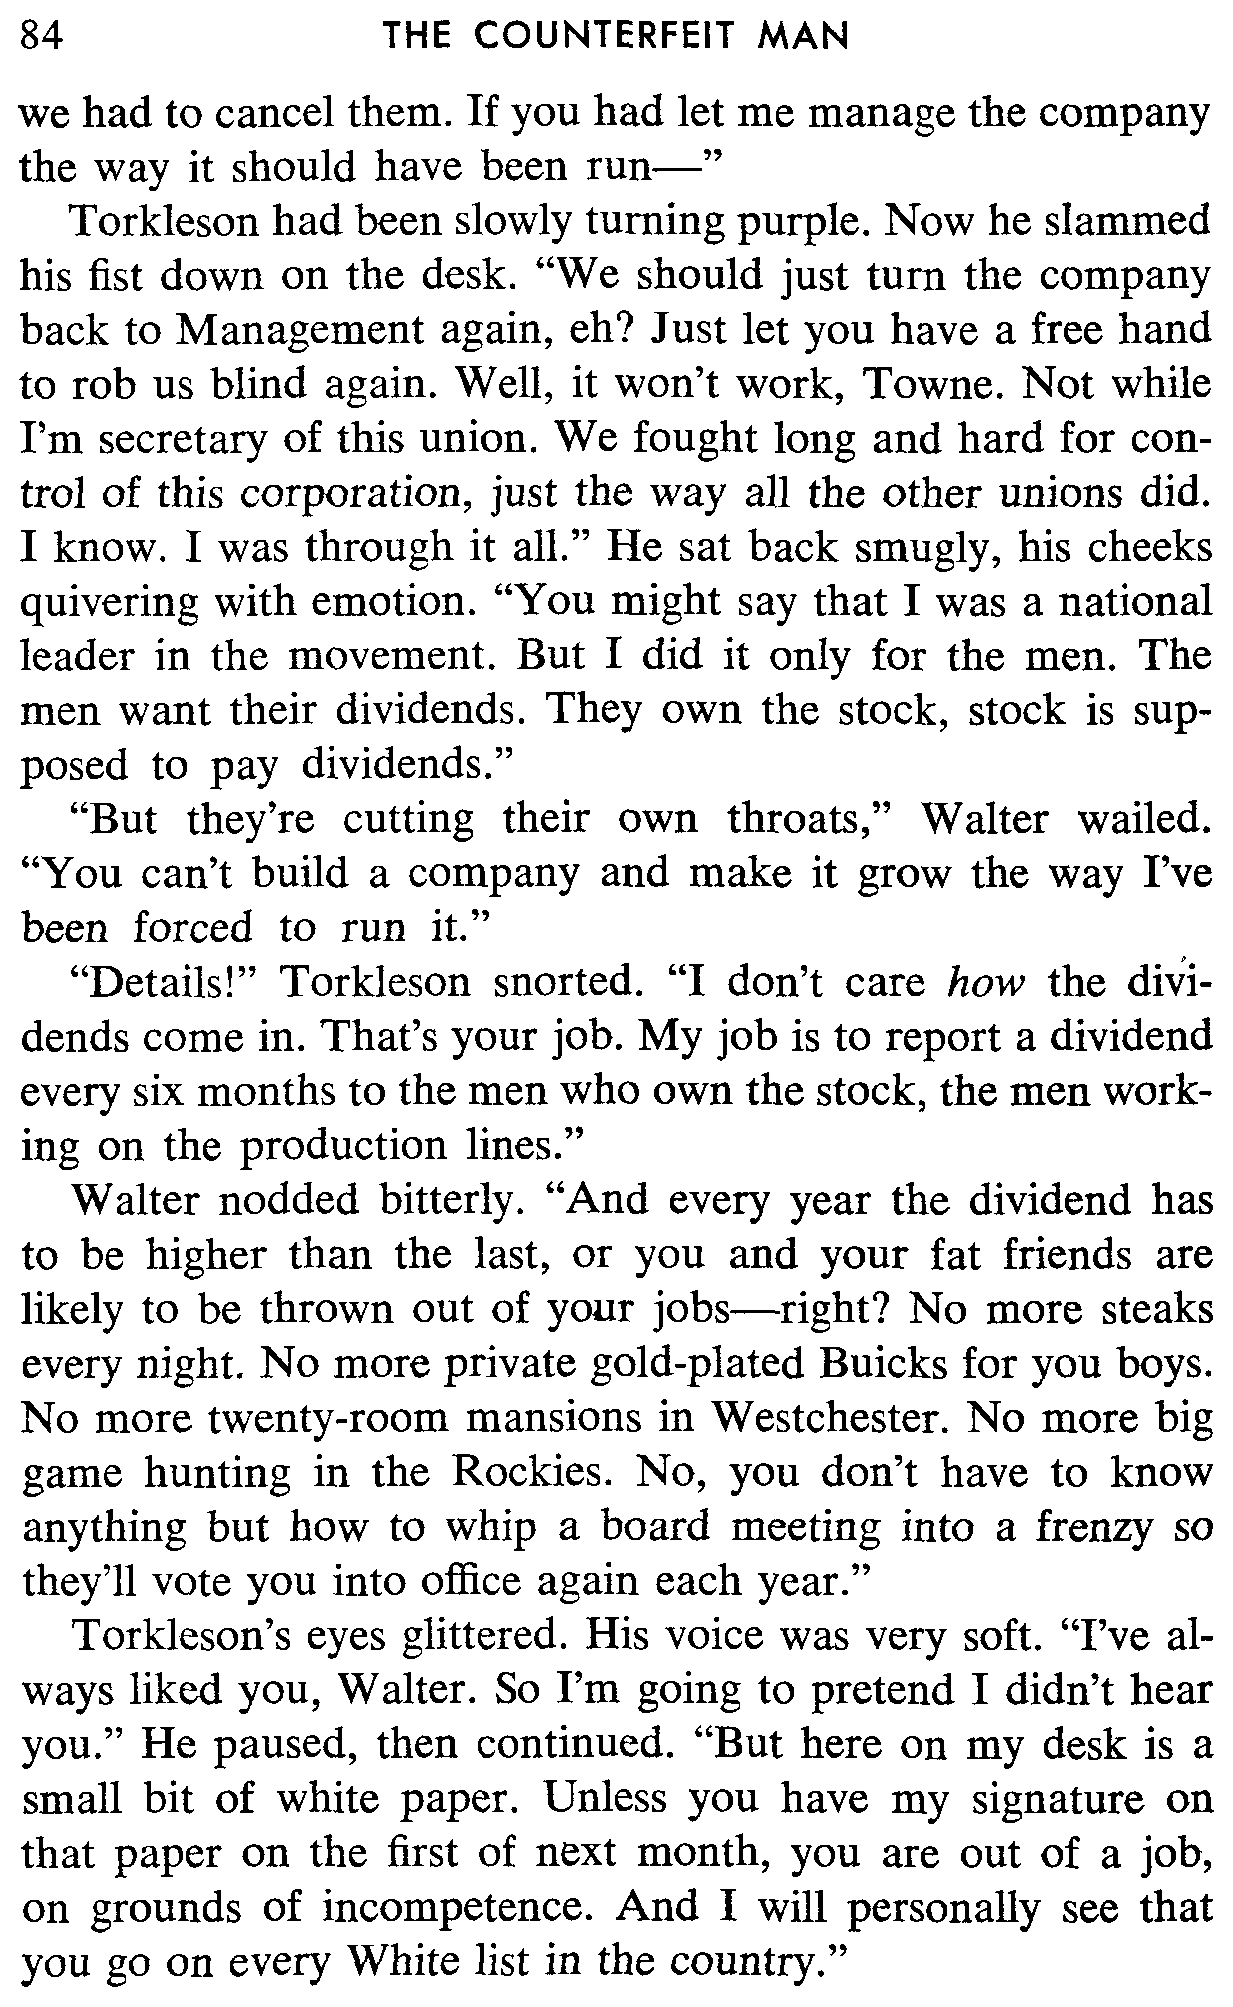 84 THE COUNTERFEIT MAN
we had to cancel them. If you had let me manage the company
the way it should have been run—”
Torkleson had been slowly turning purple. Now he slammed
his fist down on the desk. “We should just turn the company
back to Management again, eh? Just let you have a free hand
to rob us blind again. Well, it won’t work, Towne. Not while
I’m secretary of this union. We fought long and hard for con-
trol of this corporation, just the way all the other unions did.
I know. I was through it all.” He sat back smugly, his cheeks
quivering with emotion. “You might say that I was a national
leader in the movement. But I did it only for the men. The
men want their dividends. They own the stock, stock is sup-
posed to pay dividends.”
“But they’re cutting their own throats,” Walter wailed.
“You can’t build a company and make it grow the way I’ve
been forced to run it.”
“Details!” Torkleson snorted. “I don’t care how the divi-
dends come in. That’s your job. My job is to report a dividend
every six months to the men who own the stock, the men work-
ing on the production lines.”
Walter nodded bitterly. “And every year the dividend has
to be higher than the last, or you and your fat friends are
likely to be thrown out of your jobs—right? No more steaks
every night. No more private gold-plated Buicks for you boys.
No more twenty-room mansions in Westchester. No more big
game hunting in the Rockies. No, you don’t have to know
anything but how to whip a board meeting into a frenzy so
they’ll vote you into office again each year.”
Torkleson’s eyes glittered. His voice was very soft. “I’ve al-
ways liked you, Walter. So I’m going to pretend I didn’t hear
you.” He paused, then continued. “But here on my desk is a
small bit of white paper. Unless you have my signature on
that paper on the first of next month, you are out of a job,
on grounds of incompetence. And I will personally see that
you go on every White list in the country.”